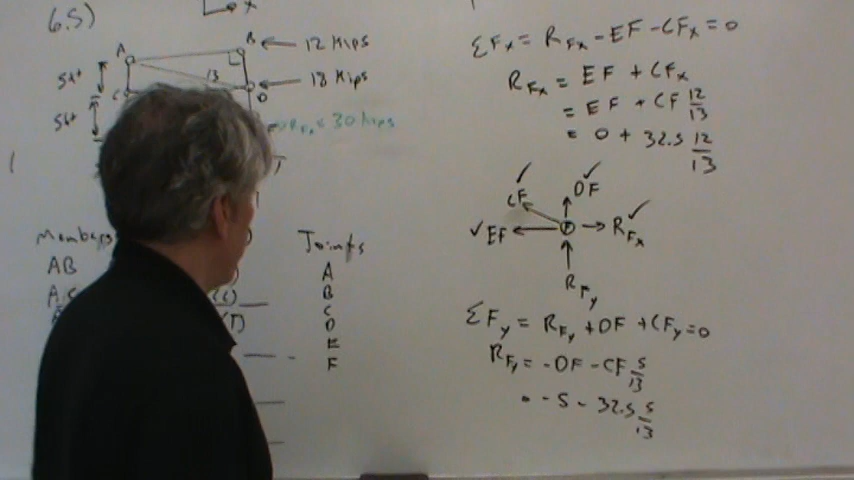 6.5)
x
A
B
12 Kips
5ft
13
18 Kips
C
D
5ft
= 30 kips
Members
AB
AC
(C)
(T)
Joints
A
B
C
D
E
F
ΣFx = RFx - EF - CFx = 0
RFx = EF + CFx
= EF + CF 12/13
= 0 + 32.5 12/13
CF
DF
EF
F
RFx
RFy
ΣFy = RFy + DF + CFy = 0
RFy = -DF - CF 5/13
= -5 - 32.5 5/13